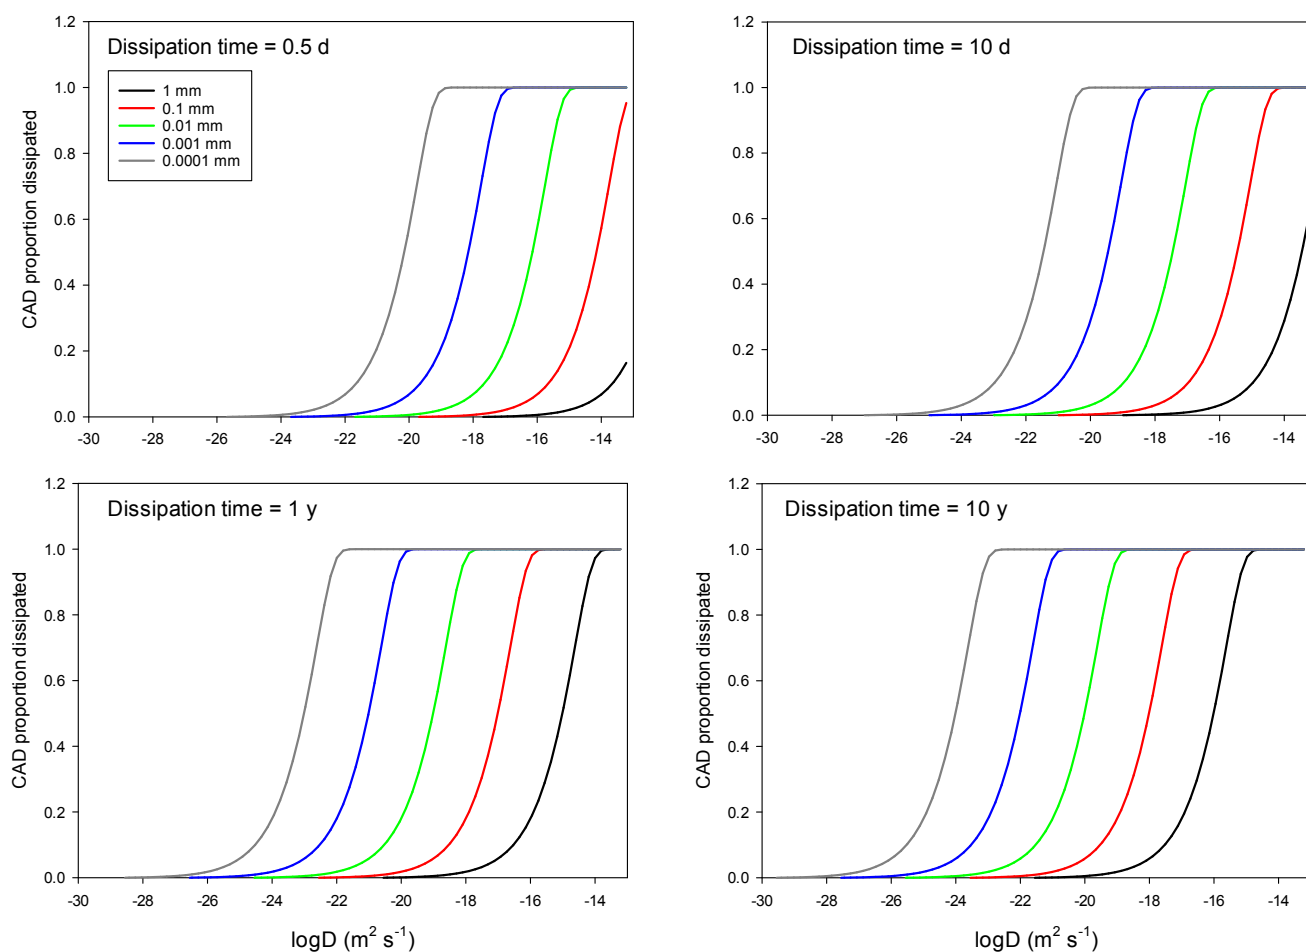 Dissipation time = 0.5 d
1 mm
0.1 mm
0.01 mm
0.001 mm
0.0001 mm
CAD proportion dissipated
1.2
1.0
0.8
0.6
0.4
0.2
0.0
-30 -28 -26 -24 -22 -20 -18 -16 -14
Dissipation time = 10 d
1.2
1.0
0.8
0.6
0.4
0.2
0.0
-30 -28 -26 -24 -22 -20 -18 -16 -14
Dissipation time = 1 y
CAD proportion dissipated
1.2
1.0
0.8
0.6
0.4
0.2
0.0
-30 -28 -26 -24 -22 -20 -18 -16 -14
logD (m² s⁻¹)
Dissipation time = 10 y
CAD proportion dissipated
1.2
1.0
0.8
0.6
0.4
0.2
0.0
-30 -28 -26 -24 -22 -20 -18 -16 -14
logD (m² s⁻¹)